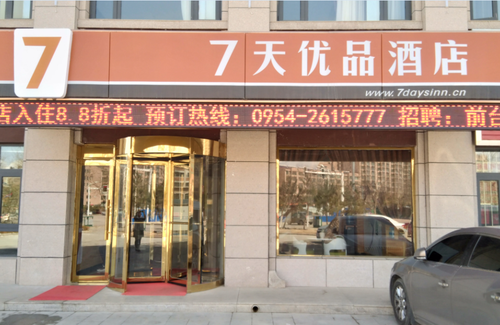 7
7天优品酒店
www.7daysinn.cn
店入住8.8折起 预订热线：0954-2615777 招聘：前台